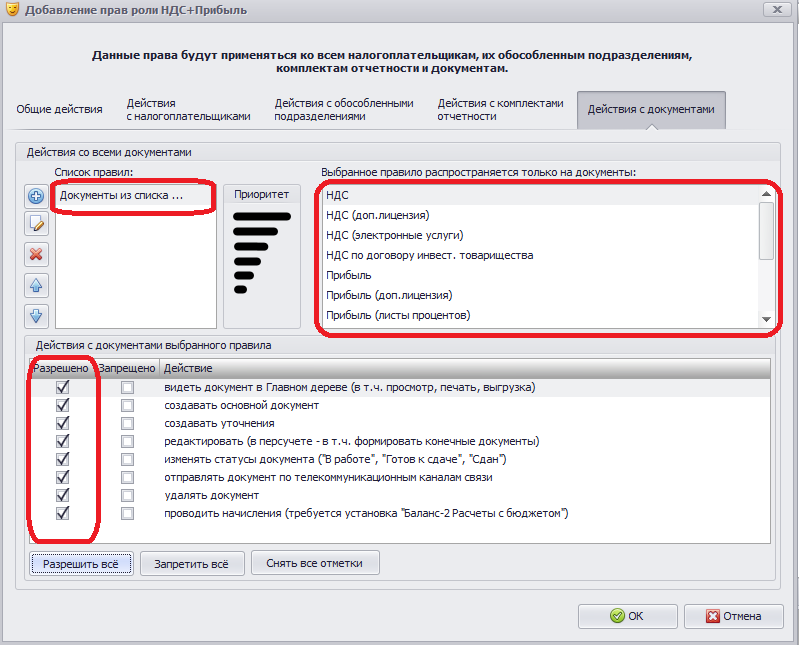 Добавление прав роли НДС+Прибыль
Данные права будут применяться ко всем налогоплательщикам, их обособленным подразделениям,
комплектам отчетности и документам.
Общие действия
Действия
с налогоплательщиками
Действия с обособленными
подразделениями
Действия с комплектами
отчетности
Действия с документами
Действия со всеми документами
Список правил:
Документы из списка ...
Приоритет
Выбранное правило распространяется только на документы:
НДС
НДС (доп.лицензия)
НДС (электронные услуги)
НДС по договору инвест. товарищества
Прибыль
Прибыль (доп.лицензия)
Прибыль (листы процентов)
Действия с документами выбранного правила
Разрешено Запрещено Действие
видеть документ в Главном дереве (в т.ч. просмотр, печать, выгрузка)
создавать основной документ
создавать уточнения
редактировать (в персучете - в т.ч. формировать конечные документы)
изменять статусы документа ("В работе", "Готов к сдаче", "Сдан")
отправлять документ по телекоммуникационным каналам связи
удалять документ
проводить начисления (требуется установка "Баланс-2 Расчеты с бюджетом")
Разрешить всё
Запретить всё
Снять все отметки
OK
Отмена